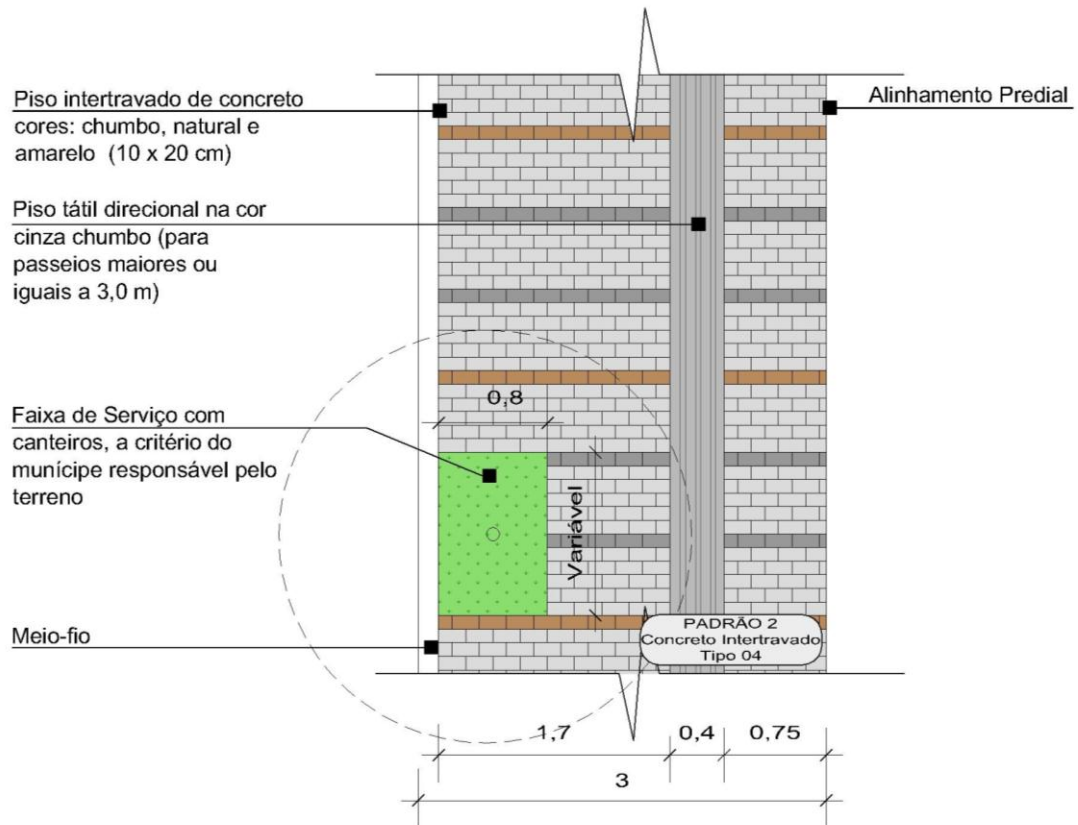 Piso intertravado de concreto
cores: chumbo, natural e
amarelo (10 x 20 cm)
Alinhamento Predial
Piso tátil direcional na cor
cinza chumbo (para
passeios maiores ou
iguais a 3,0 m)
0,8
Faixa de Serviço com
canteiros, a critério do
munícipe responsável pelo
terreno
Variável
Meio-fio
PADRÃO 2
Concreto Intertravado
Tipo 04
1,7
0,4
0,75
3